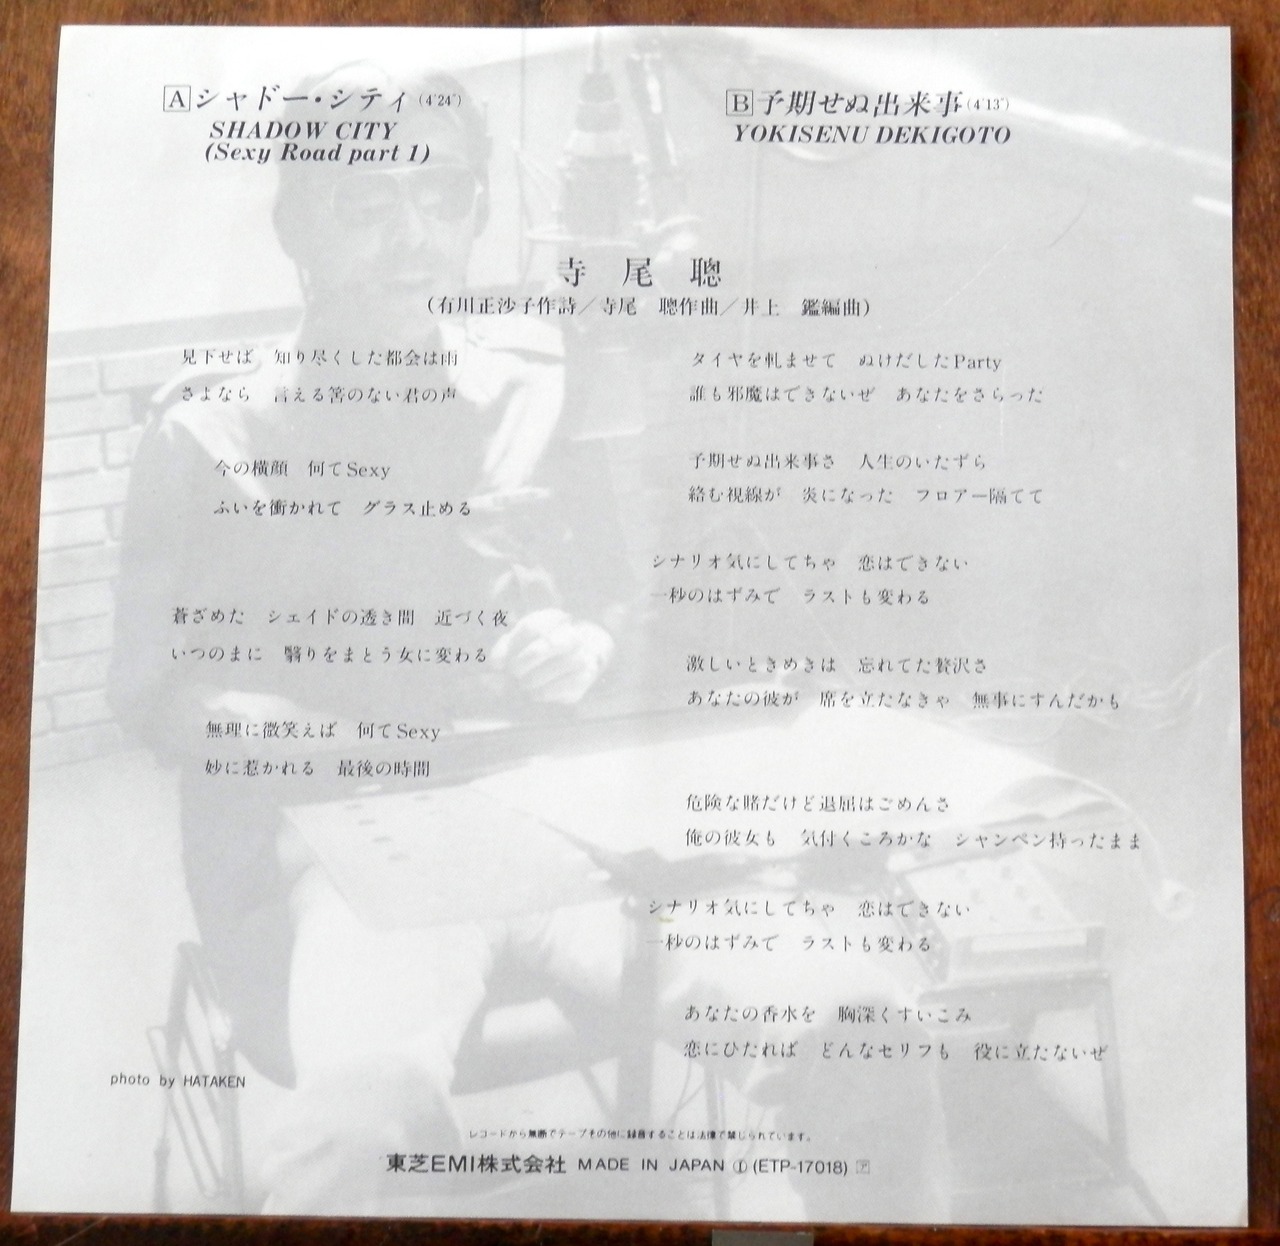 A シャドー・シティ (4'24")
SHADOW CITY
(Sexy Road part 1)
B 予期せぬ出来事 (4'13")
YOKISENU DEKIGOTO
寺尾 聰
(有川正沙子作詩／寺尾 聰作曲／井上 鑑編曲)
見下せば 知り尽くした都会は雨
さよなら 言える筈のない君の声
今の横顔 何てSexy
ふいを衝かれて グラス止める
蒼ざめた シェイドの透き間 近づく夜
いつのまに 翳りをまとう女に変わる
無理に微笑えば 何てSexy
妙に惹かれる 最後の時間
タイヤを軋ませて ぬけだしたParty
誰も邪魔はできないぜ あなたをさらった
予期せぬ出来事さ 人生のいたずら
絡む視線が 炎になった フロアー隔てて
シナリオ気にしてちゃ 恋はできない
一秒のはずみで ラストも変わる
激しいときめきは 忘れてた贅沢さ
あなたの彼が 席を立たなきゃ 無事にすんだかも
危険な賭だけど退屈はごめんさ
俺の彼女も 気付くころかな シャンペン持ったまま
シナリオ気にしてちゃ 恋はできない
一秒のはずみで ラストも変わる
あなたの香水を 胸深くすいこみ
恋にひたれば どんなセリフも 役に立たないぜ
photo by HATAKEN
レコードから無断でテープその他に録音することは法律で禁じられています。
東芝EMI株式会社 MADE IN JAPAN Ⓘ (ETP-17018) ア